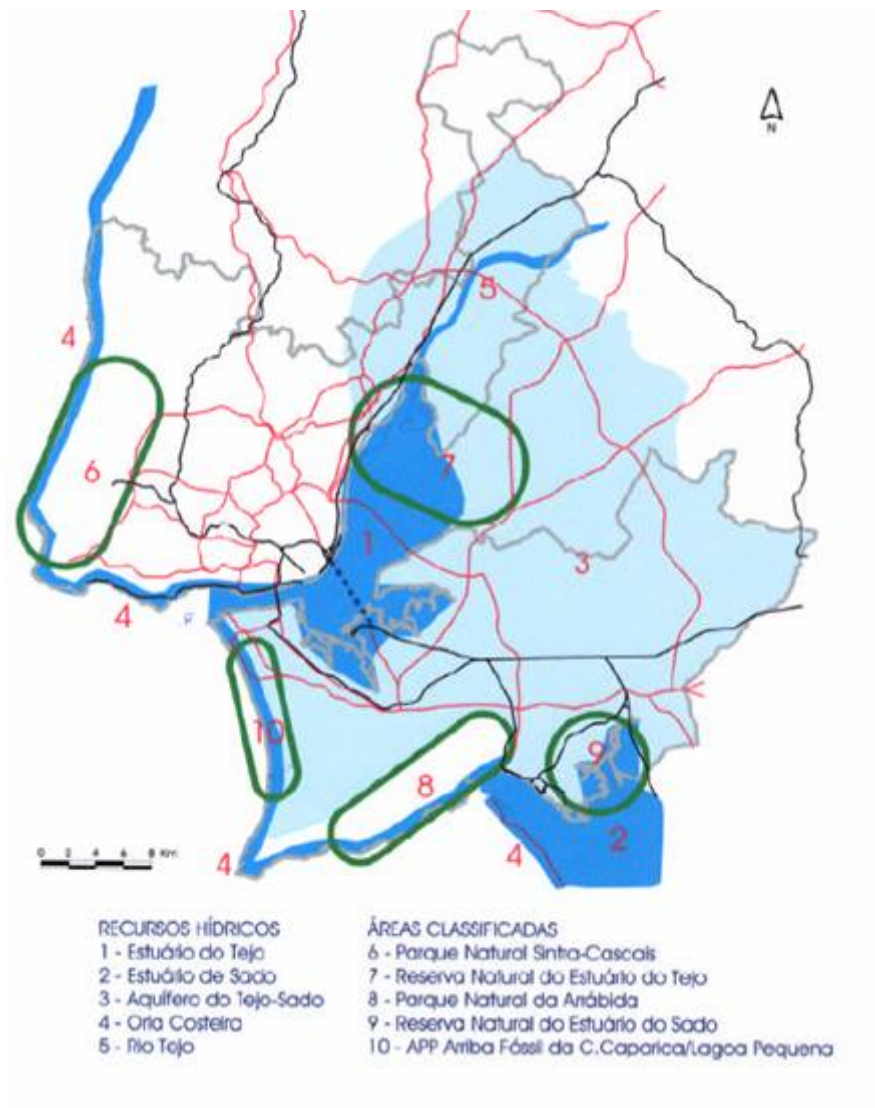 N
5
4
6
7
1
3
4
10
9
8
2
4
4
0 2 4 6 8 Km
RECURSOS HÍDRICOS
1 - Estuário do Tejo
2 - Estuário de Sado
3 - Aquífero do Tejo-Sado
4 - Orla Costeira
5 - Rio Tejo
ÁREAS CLASSIFICADAS
6 - Parque Natural Sintra-Cascais
7 - Reserva Natural do Estuário do Tejo
8 - Parque Natural da Arrábida
9 - Reserva Natural do Estuário do Sado
10 - APP Arriba Fóssil da C.Caparica/Lagoa Pequena